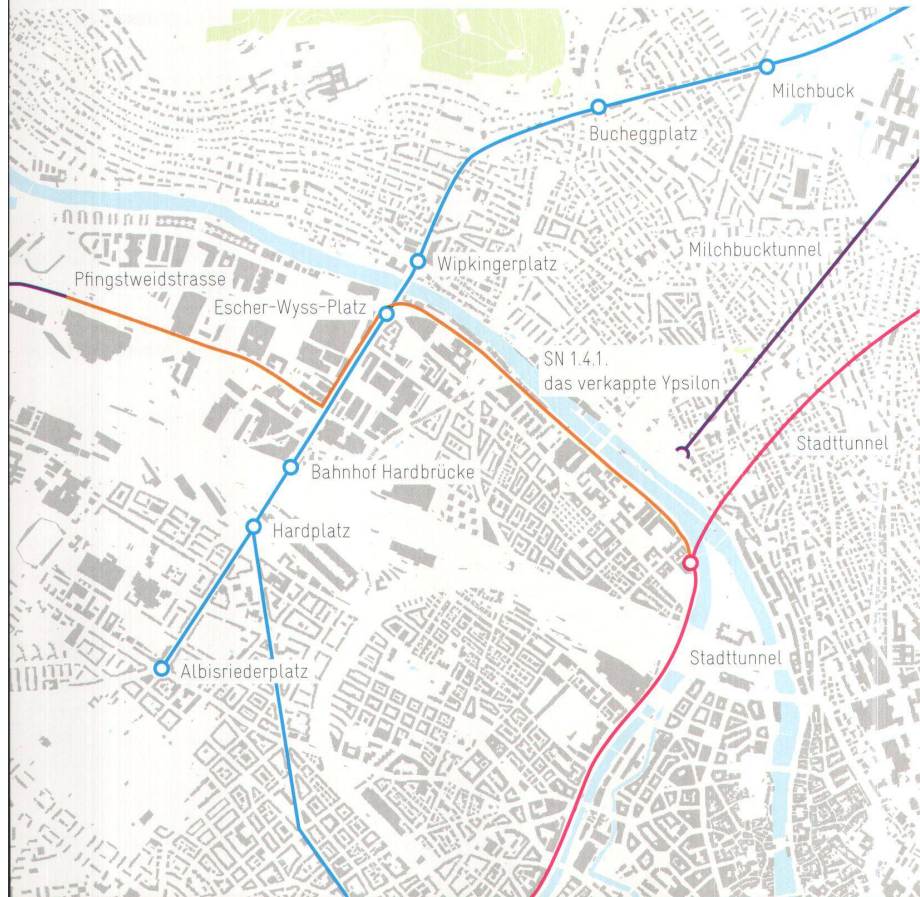 Milchbuck
Bucheggplatz
Milchbucktunnel
Wipkingerplatz
Pfingstweidstrasse
Escher-Wyss-Platz
SN 1.4.1.
das verkappte Ypsilon
Stadttunnel
Bahnhof Hardbrücke
Hardplatz
Stadttunnel
Albisriederplatz